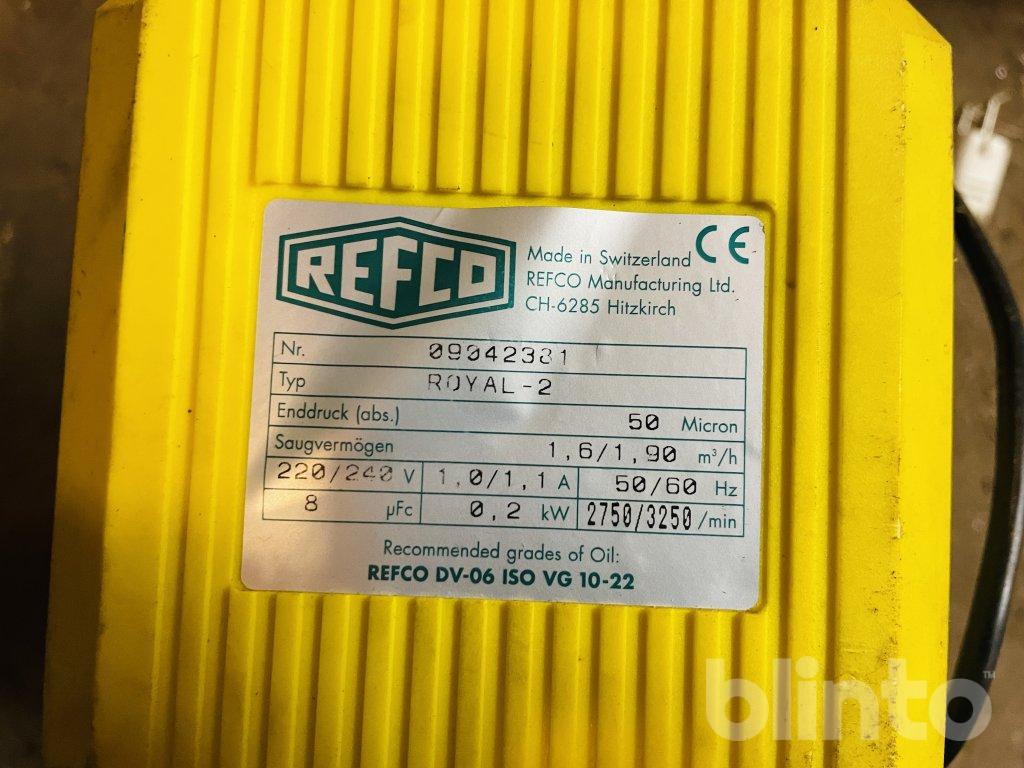 REFCO
Made in Switzerland CE
REFCO Manufacturing Ltd.
CH-6285 Hitzkirch
Nr. 09042381
Typ ROYAL-2
Enddruck (abs.) 50 Micron
Saugvermögen 1,6/1,90 m³/h
220/240 V 1,0/1,1 A 50/60 Hz
8 µFc 0,2 kW 2750/3250/min
Recommended grades of Oil:
REFCO DV-06 ISO VG 10-22
blinto™